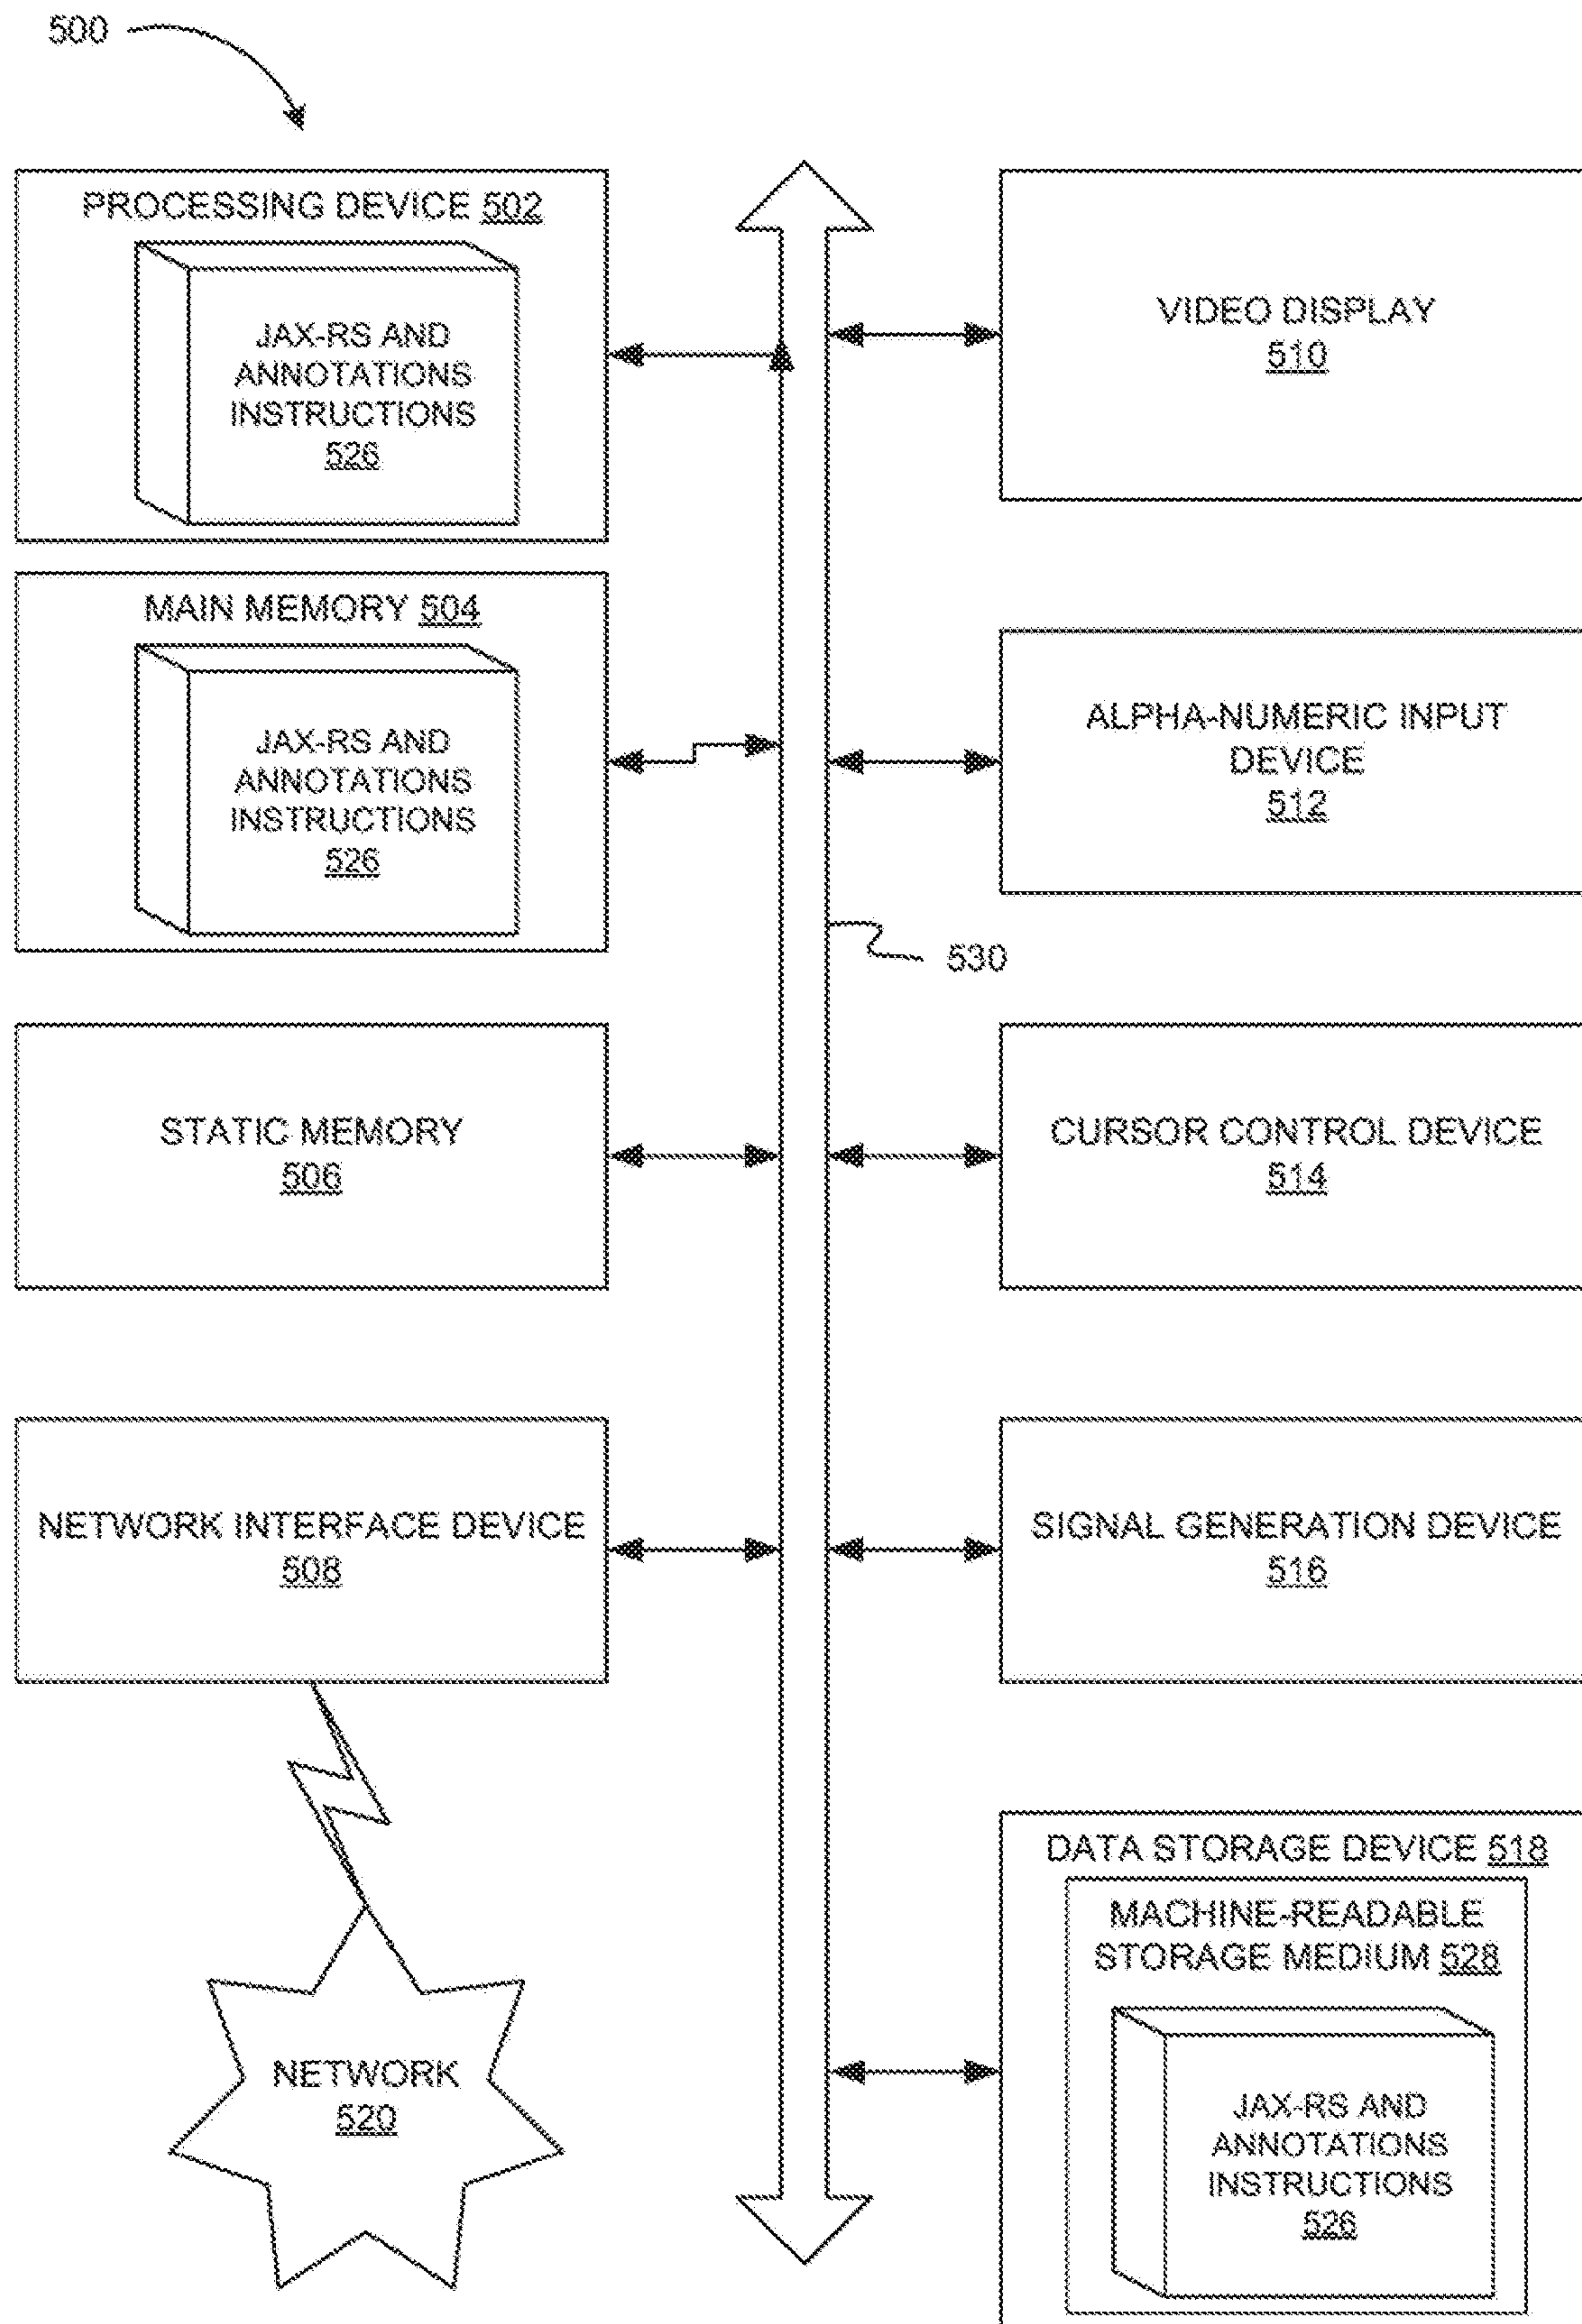 500
PROCESSING DEVICE 502
JAX-RS AND
ANNOTATIONS
INSTRUCTIONS
526
MAIN MEMORY 504
JAX-RS AND
ANNOTATIONS
INSTRUCTIONS
526
STATIC MEMORY
506
NETWORK INTERFACE DEVICE
508
NETWORK
520
530
VIDEO DISPLAY
510
ALPHA-NUMERIC INPUT
DEVICE
512
CURSOR CONTROL DEVICE
514
SIGNAL GENERATION DEVICE
516
DATA STORAGE DEVICE 518
MACHINE-READABLE
STORAGE MEDIUM 528
JAX-RS AND
ANNOTATIONS
INSTRUCTIONS
526